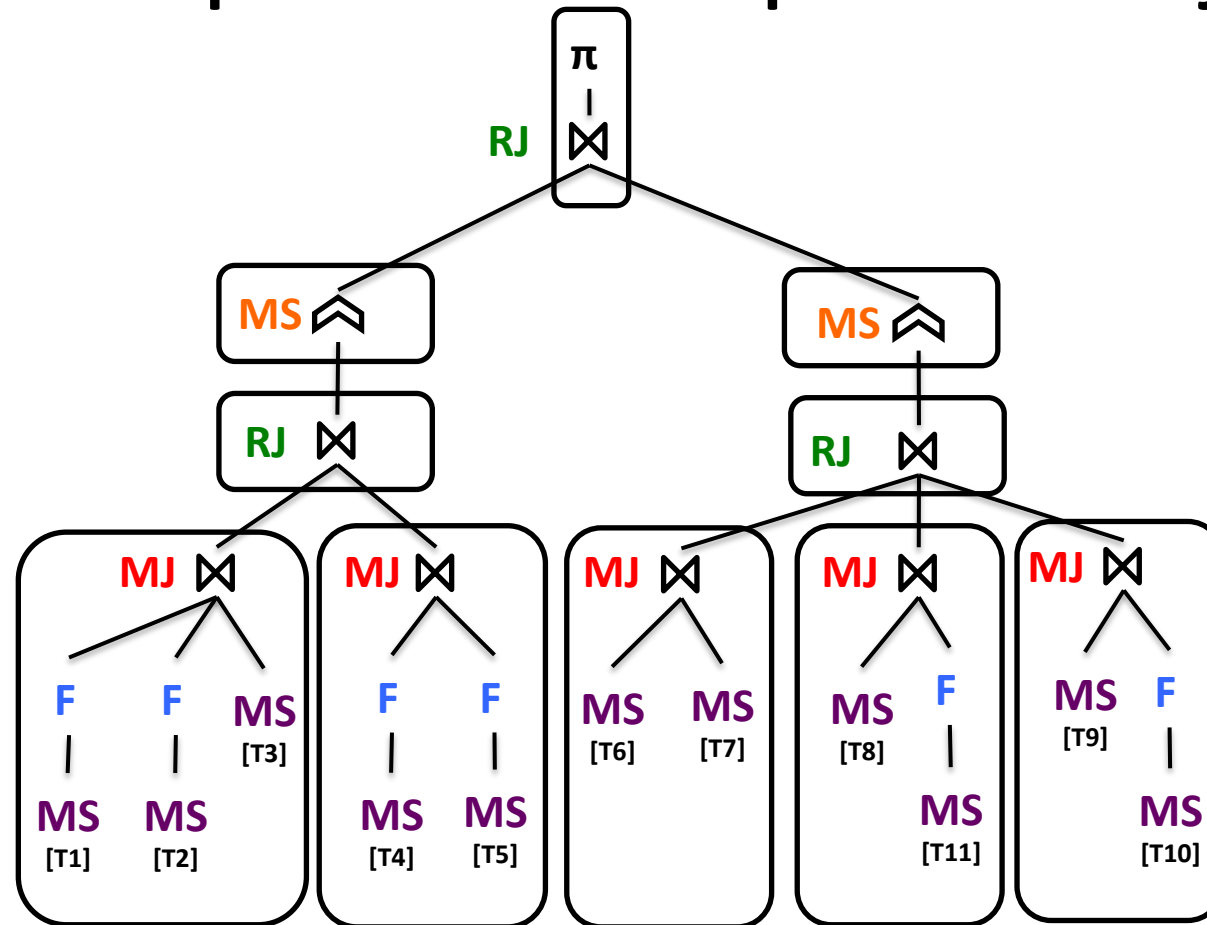 π
RJ
MS
MS
RJ
RJ
MJ
MJ
MJ
MJ
MJ
F
F
MS
[T3]
F
F
MS
[T6]
MS
[T7]
MS
[T8]
F
MS
[T9]
F
MS
[T1]
MS
[T2]
MS
[T4]
MS
[T5]
MS
[T11]
MS
[T10]